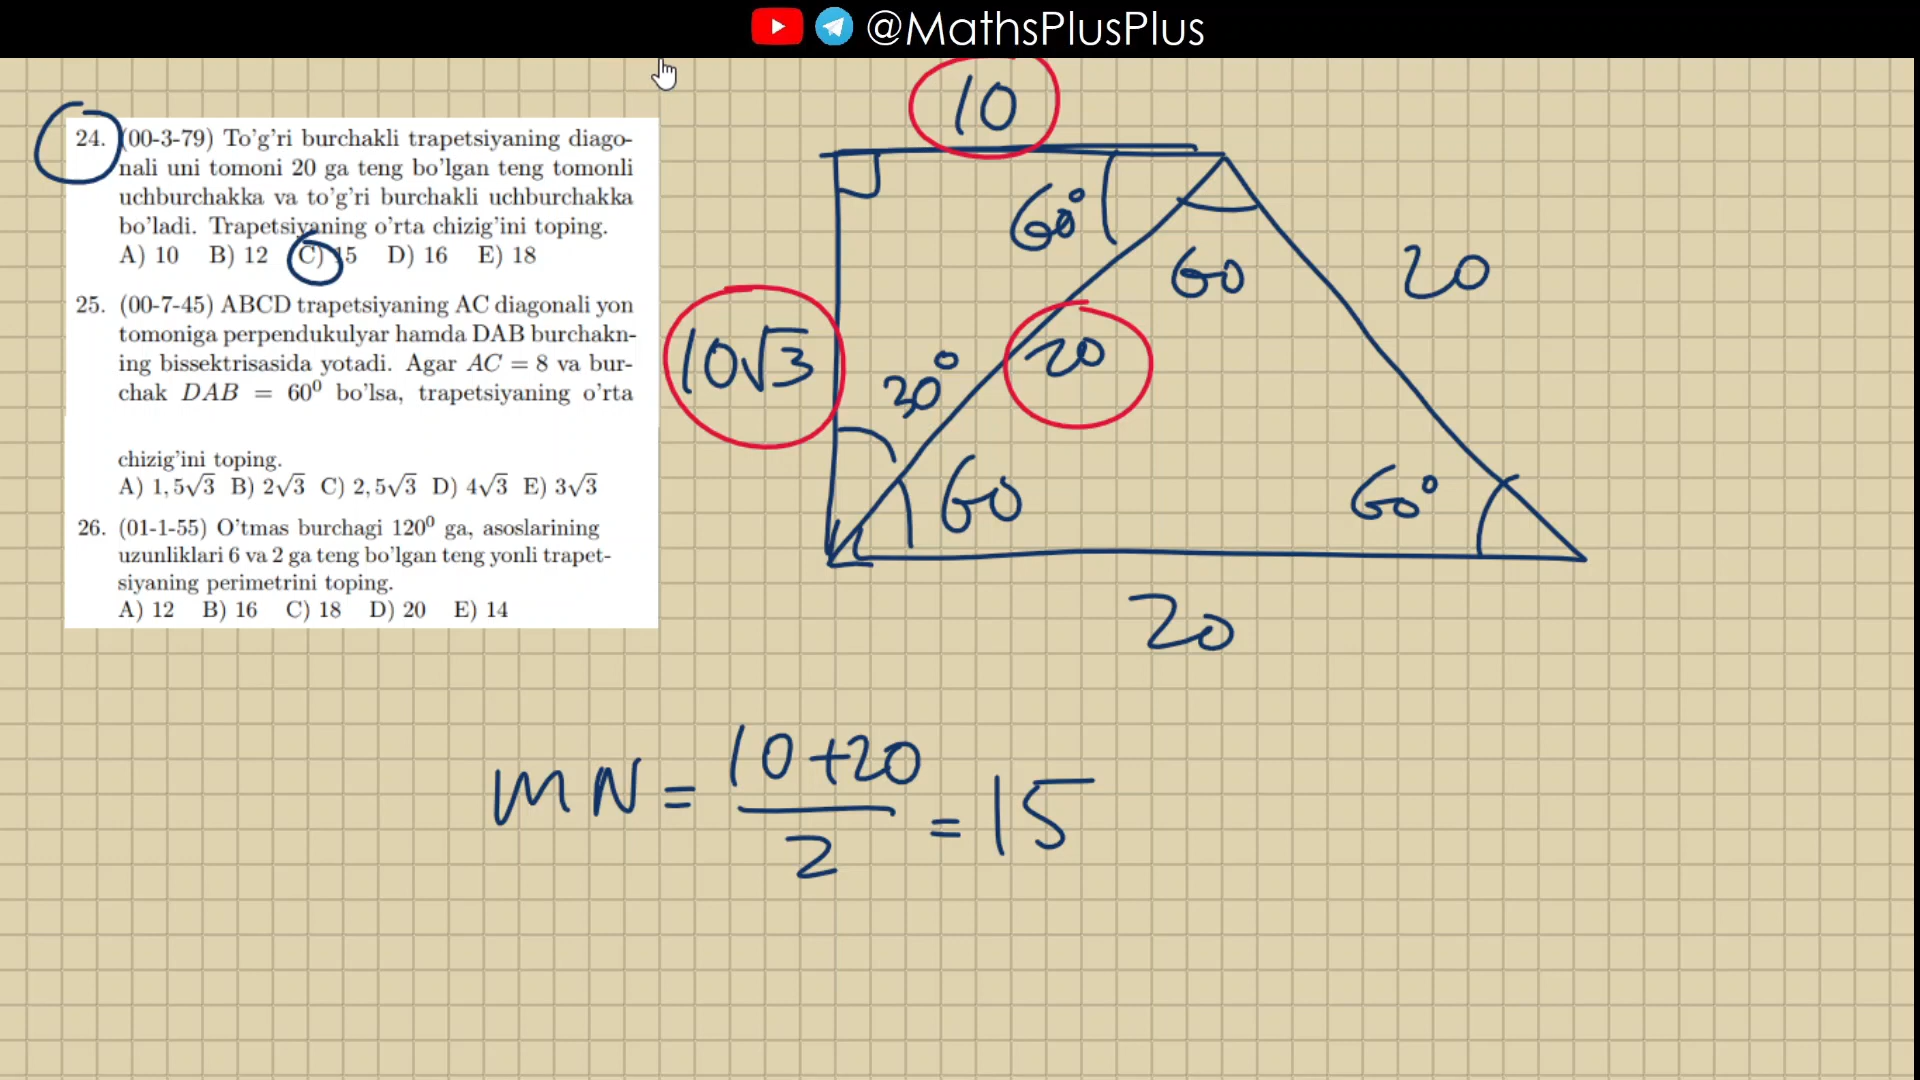 @MathsPlusPlus
24. (00-3-79) To'g'ri burchakli trapetsiyaning diago-
nali uni tomoni 20 ga teng bo'lgan teng tomonli
uchburchakka va to'g'ri burchakli uchburchakka
bo'ladi. Trapetsiyaning o'rta chizig'ini toping.
A) 10 B) 12 C) 15 D) 16 E) 18
25. (00-7-45) ABCD trapetsiyaning AC diagonali yon
tomoniga perpendukulyar hamda DAB burchakn-
ing bissektrisasida yotadi. Agar AC = 8 va bur-
chak DAB = 60⁰ bo'lsa, trapetsiyaning o'rta
chizig'ini toping.
A) 1,5√3 B) 2√3 C) 2,5√3 D) 4√3 E) 3√3
26. (01-1-55) O'tmas burchagi 120⁰ ga, asoslarining
uzunliklari 6 va 2 ga teng bo'lgan teng yonli trapet-
siyaning perimetrini toping.
A) 12 B) 16 C) 18 D) 20 E) 14
10
60°
60
20
10√3
30°
20
60
60°
20
MN = (10+20)/2 = 15